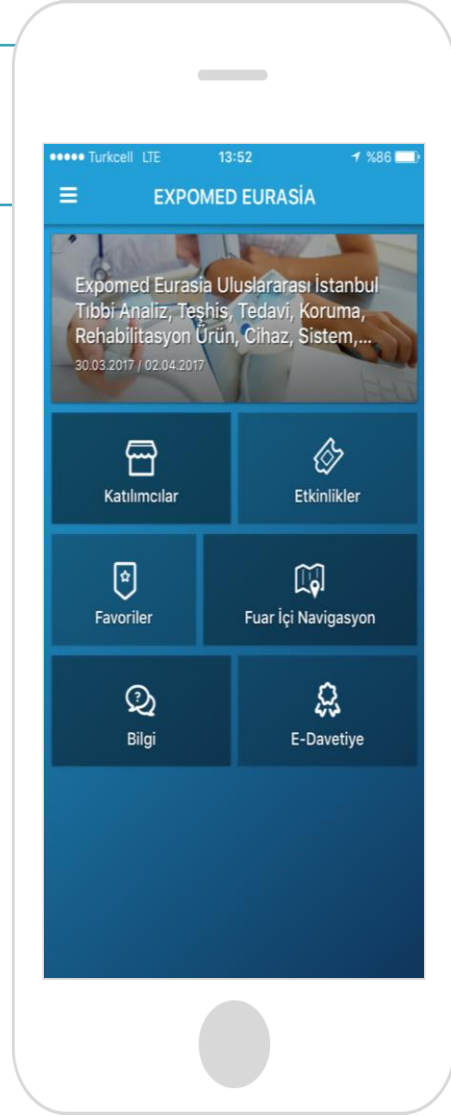 Turkcell LTE 13:52 %86
EXPOMED EURASİA
Expomed Eurasia Uluslararası İstanbul
Tıbbi Analiz, Teşhis, Tedavi, Koruma,
Rehabilitasyon Ürün, Cihaz, Sistem,...
30.03.2017 / 02.04.2017
Katılımcılar
Etkinlikler
Favoriler
Fuar İçi Navigasyon
Bilgi
E-Davetiye